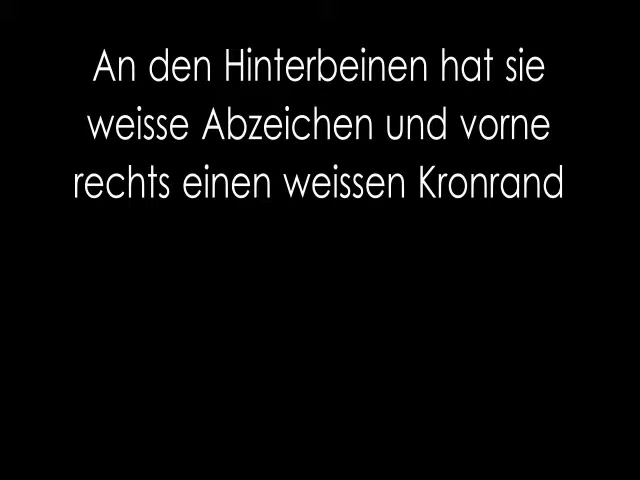 An den Hinterbeinen hat sie
weisse Abzeichen und vorne
rechts einen weissen Kronrand